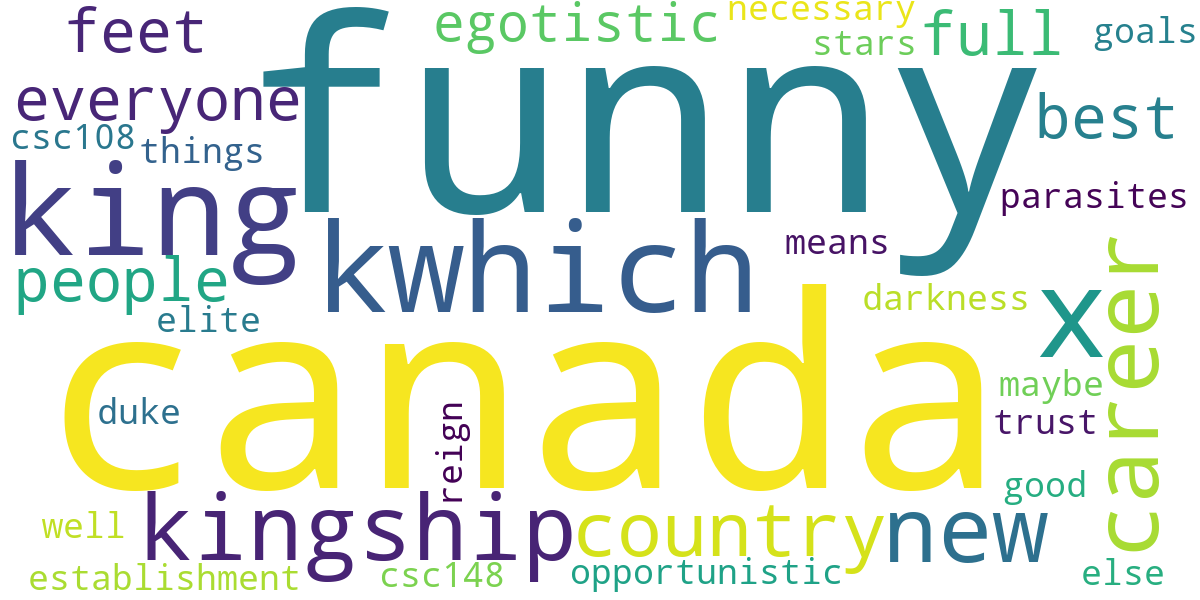 feet
egotistic
necessary
stars
full
goals
everyone
funny
best
csc108
things
king
kwhich
parasites
people
means
career
elite
darkness
x
canada
duke
reign
maybe
trust
good
well
kingship
country
new
establishment
csc148
opportunistic
else